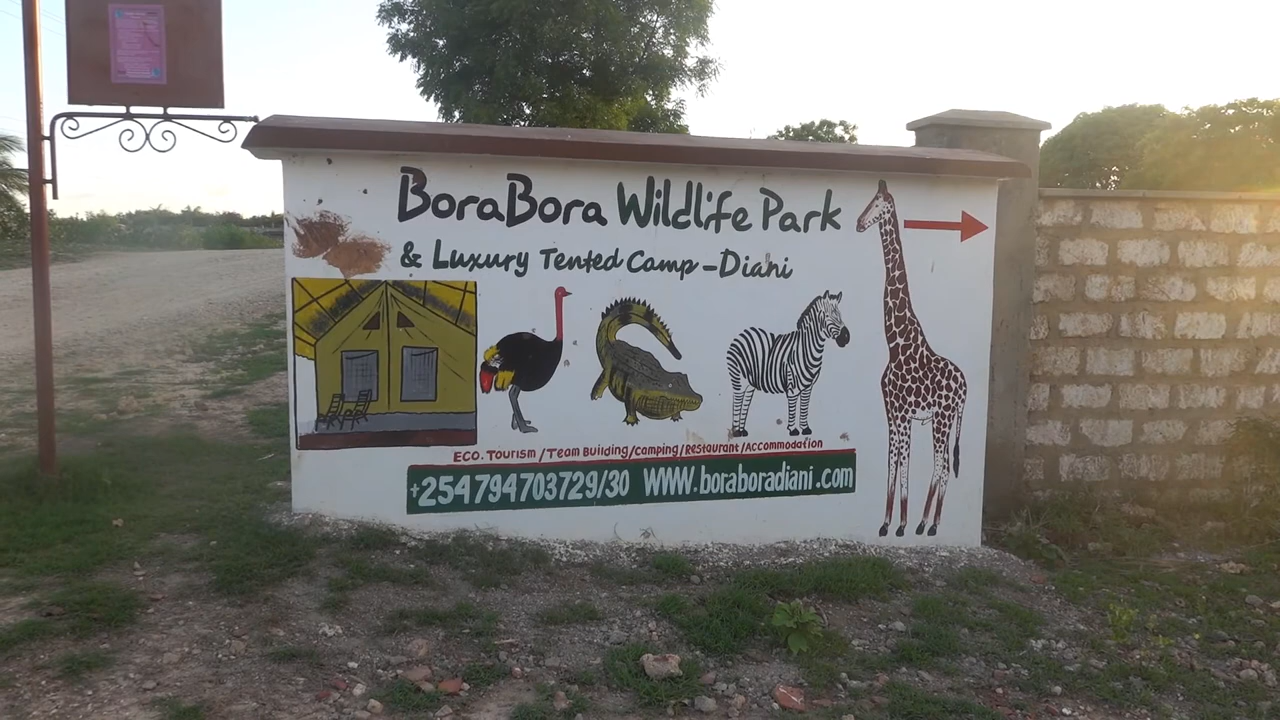 BoraBora Wildlife Park
& Luxury Tented Camp - Diani
ECO. Tourism / Team Building / camping / Restaurant / Accommodation
+254794703729/30 WWW.boraboradiani.com